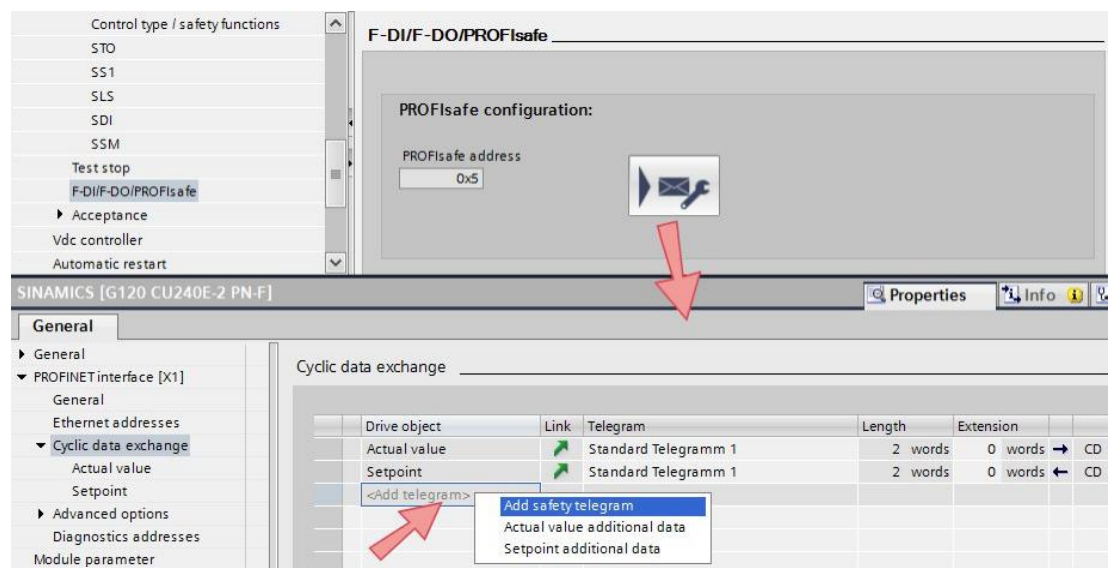 Control type / safety functions
STO
SS1
SLS
SDI
SSM
Test stop
F-DI/F-DO/PROFIsafe
Acceptance
Vdc controller
Automatic restart
F-DI/F-DO/PROFIsafe
PROFIsafe configuration:
PROFIsafe address
0x5
SINAMICS [G120 CU240E-2 PN-F]
Properties
Info
General
General
PROFINET interface [X1]
General
Ethernet addresses
Cyclic data exchange
Actual value
Setpoint
Advanced options
Diagnostics addresses
Module parameter
Cyclic data exchange
Drive object Link Telegram Length Extension
Actual value Standard Telegramm 1 2 words 0 words CD
Setpoint Standard Telegramm 1 2 words 0 words CD
<Add telegram>
Add safety telegram
Actual value additional data
Setpoint additional data